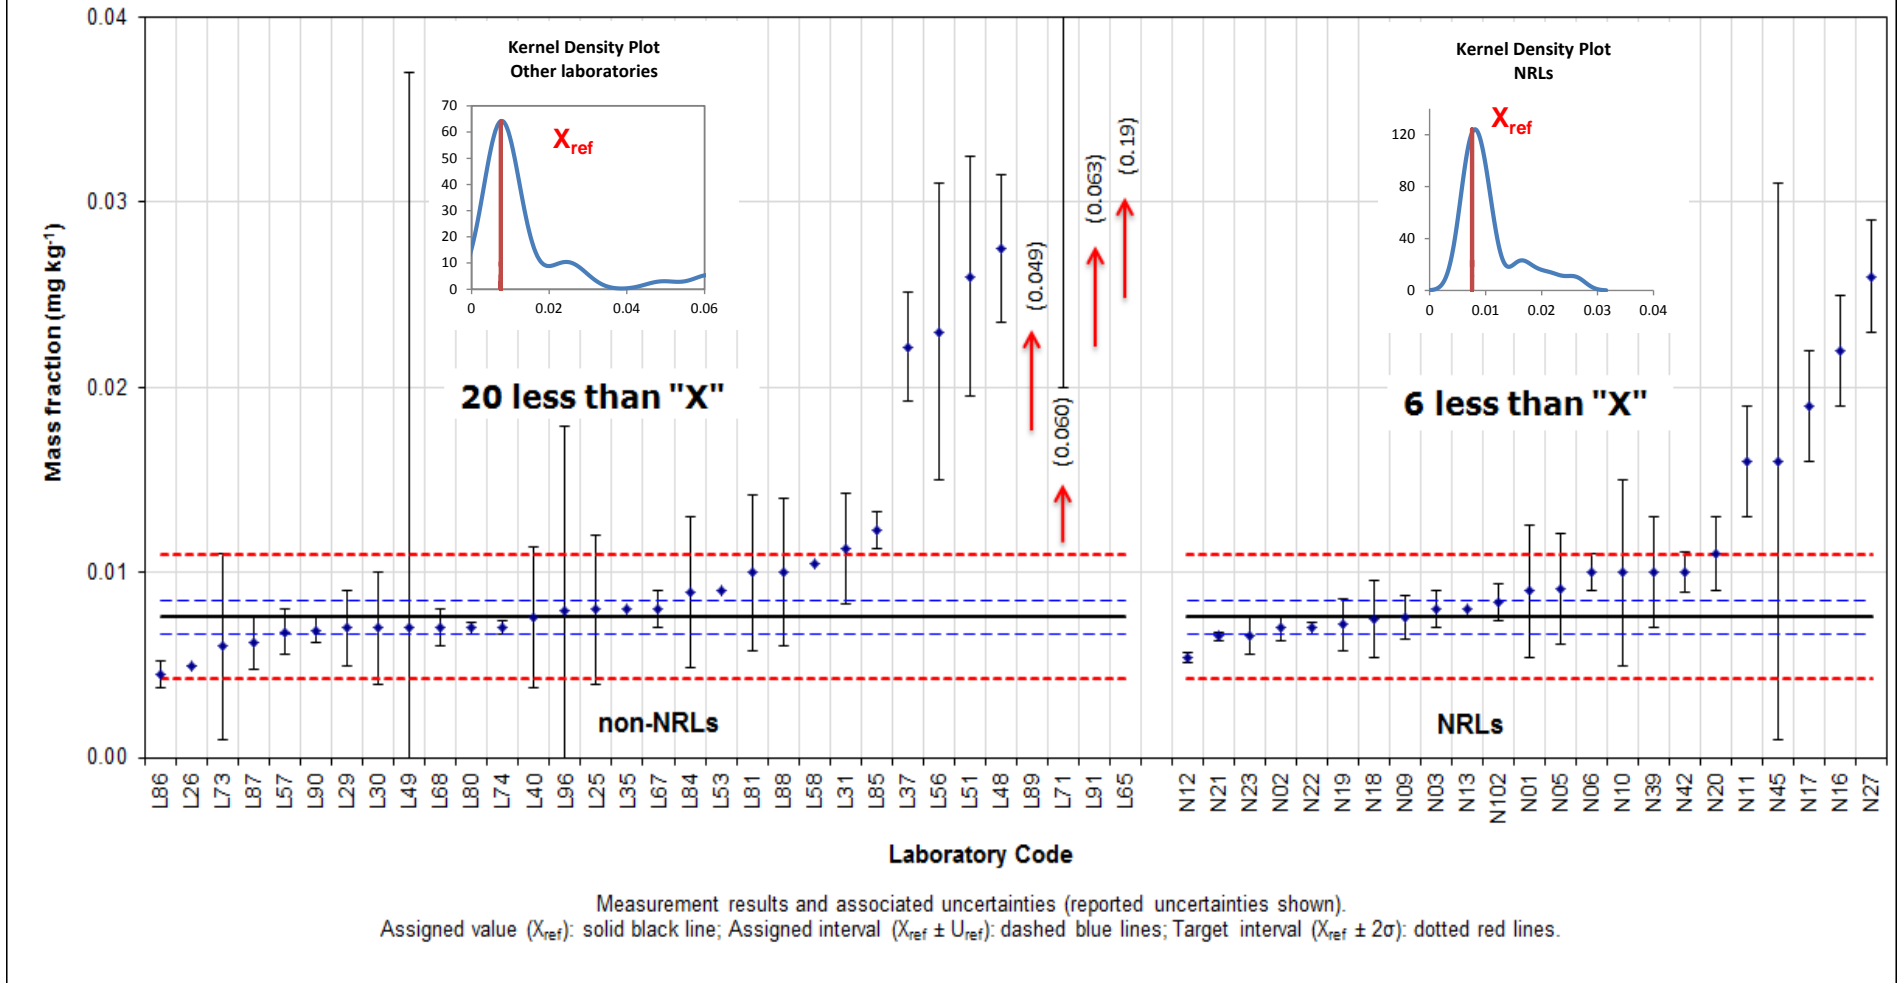 Kernel Density Plot
Other laboratories
70
60
50
40
30
20
10
0
0 0.02 0.04 0.06
X_ref
Kernel Density Plot
NRLs
120
80
40
0
0 0.01 0.02 0.03 0.04
X_ref
0.04
0.03
0.02
0.01
0.00
Mass fraction (mg kg⁻¹)
20 less than "X"
6 less than "X"
(0.049)
(0.060)
(0.063)
(0.19)
non-NRLs
NRLs
L86 L26 L73 L87 L57 L90 L29 L30 L49 L68 L80 L74 L40 L96 L25 L35 L67 L84 L53 L81 L88 L58 L31 L85 L37 L56 L51 L48 L89 L71 L91 L65 N12 N21 N23 N02 N22 N19 N18 N09 N03 N13 N102 N01 N05 N06 N10 N39 N42 N20 N11 N45 N17 N16 N27
Laboratory Code
Measurement results and associated uncertainties (reported uncertainties shown).
Assigned value (X_ref): solid black line; Assigned interval (X_ref ± U_ref): dashed blue lines; Target interval (X_ref ± 2σ): dotted red lines.